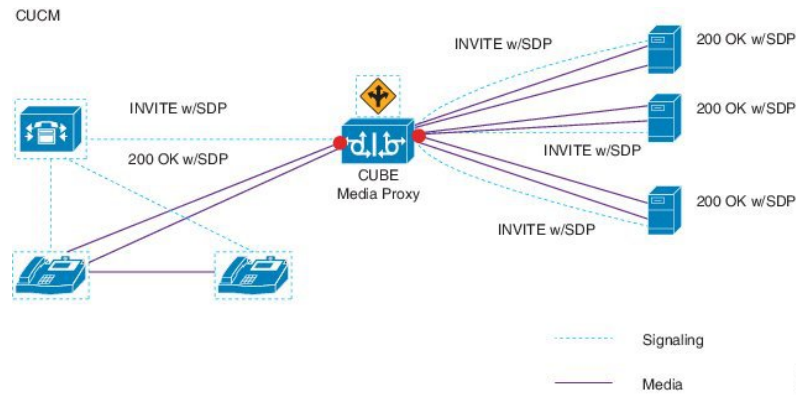 CUCM
INVITE w/SDP
200 OK w/SDP
INVITE w/SDP
200 OK w/SDP
INVITE w/SDP
200 OK w/SDP
CUBE
Media Proxy
INVITE w/SDP
200 OK w/SDP
Signaling
Media